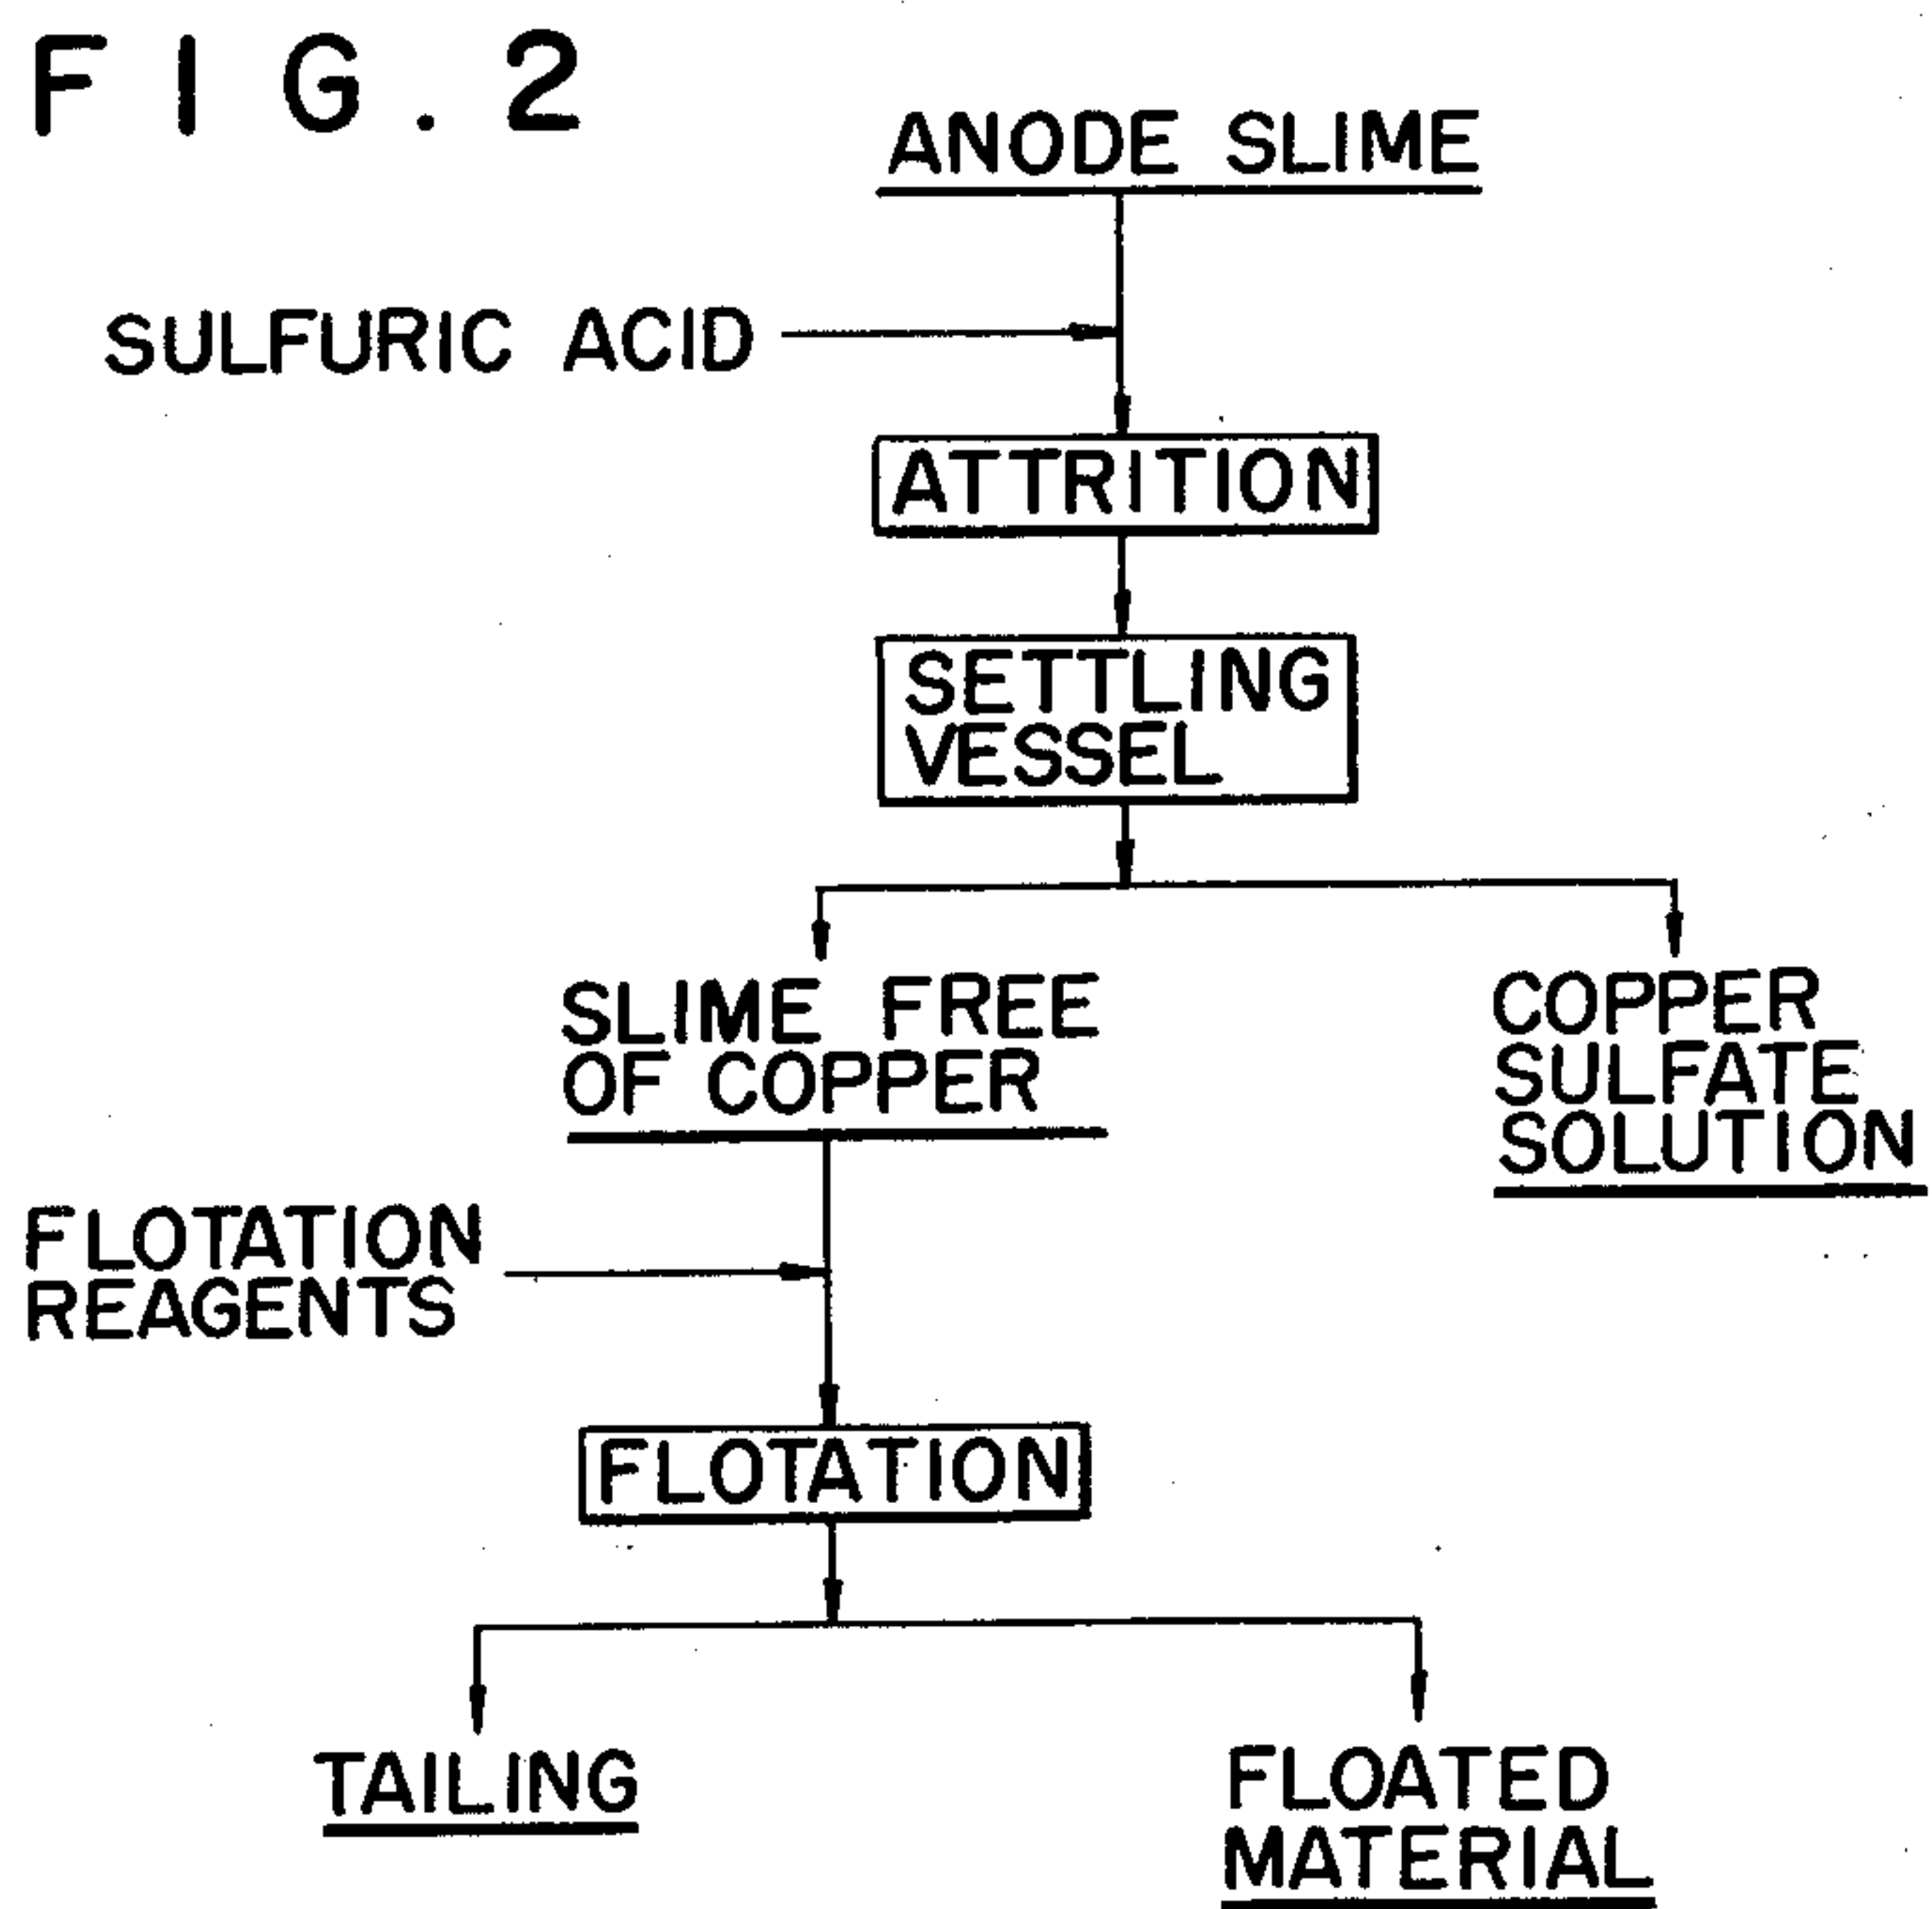 FIG. 2
ANODE SLIME
SULFURIC ACID
ATTRITION
SETTLING
VESSEL
SLIME FREE
OF COPPER
COPPER
SULFATE
SOLUTION
FLOTATION
REAGENTS
FLOTATION
TAILING
FLOATED
MATERIAL